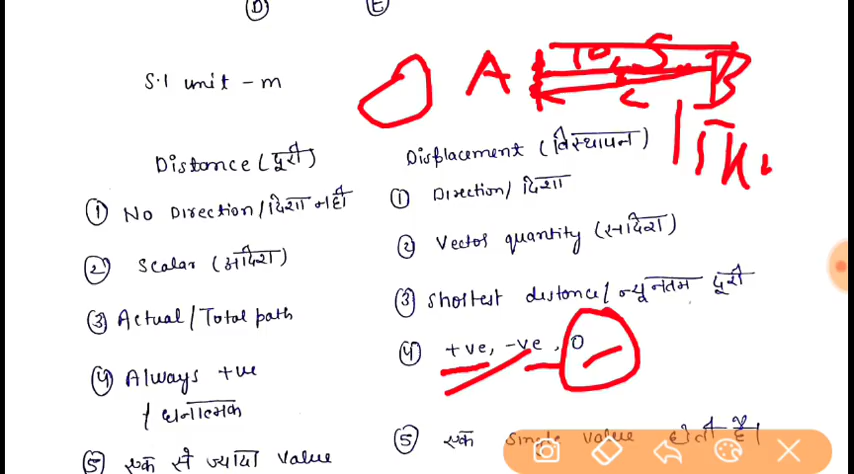 D E
S.I unit - m
A B
Distance (दूरी) Displacement (विस्थापन)
① No Direction/दिशा नहीं ① Direction/दिशा
② Scalar (अदिश) ② Vector quantity (सदिश)
③ Actual/Total path ③ Shortest distance/न्यूनतम दूरी
④ Always +ve ④ +ve, -ve, 0
/धनात्मक
⑤ एक से ज्यादा value ⑤ एक single value होती है।